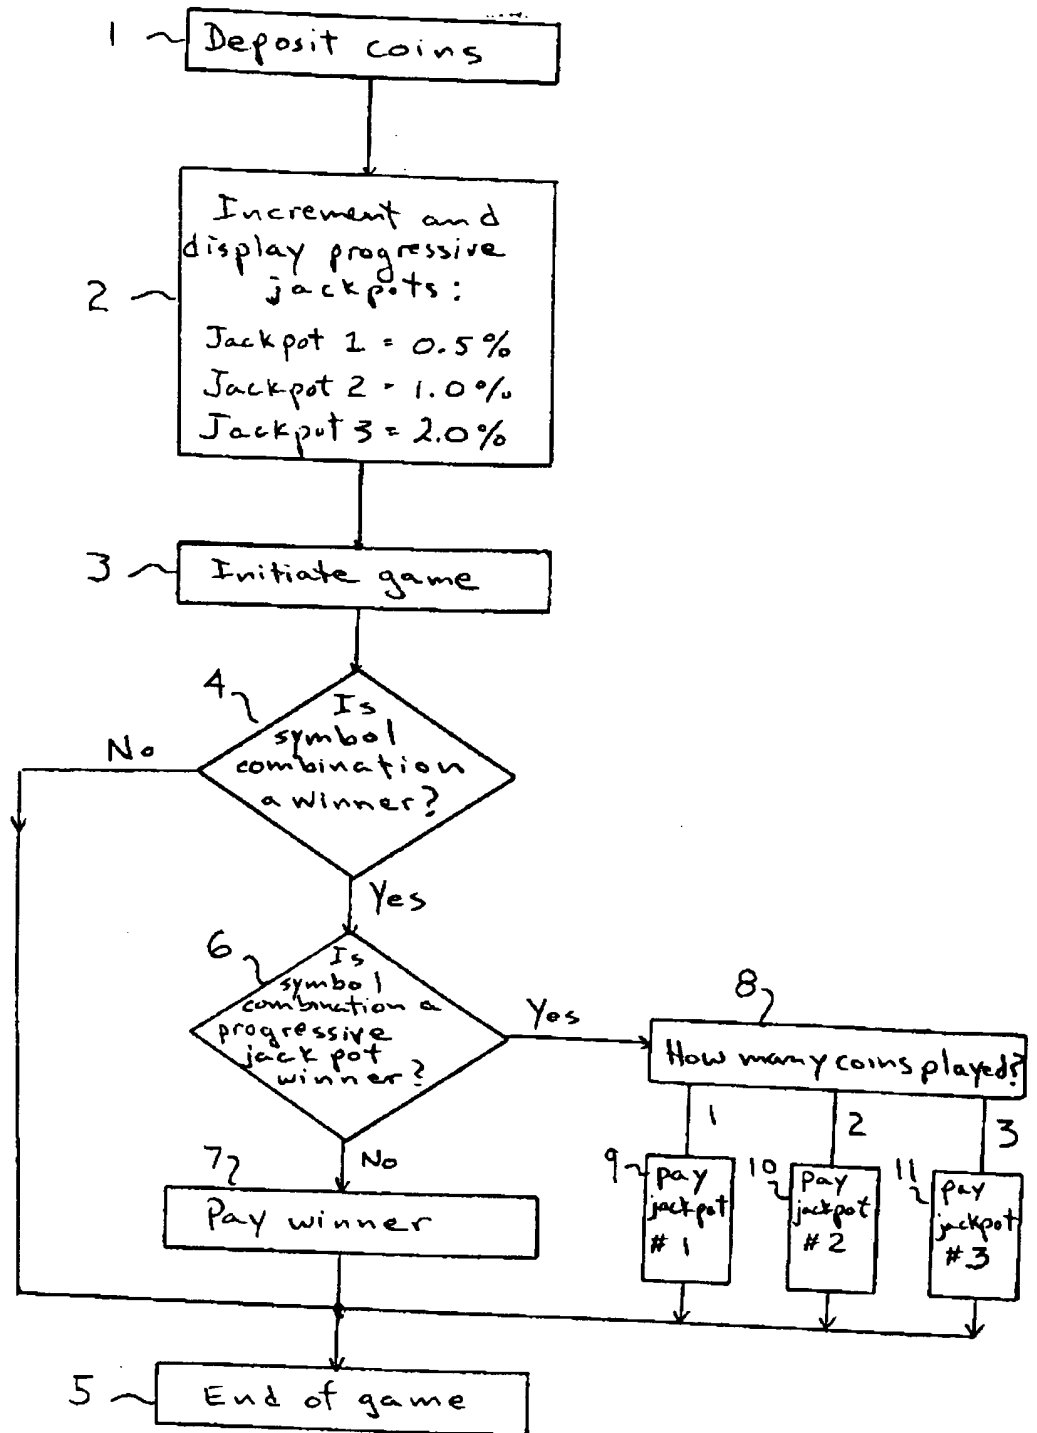 1
Deposit coins
2
Increment and
display progressive
jackpots:
Jackpot 1 = 0.5%
Jackpot 2 = 1.0%
Jackpot 3 = 2.0%
3
Initiate game
4
Is
symbol
combination
a winner?
No
Yes
6
Is
symbol
combination a
progressive
jackpot
winner?
Yes
8
How many coins played?
1
2
3
No
7
Pay winner
9
pay
jackpot
# 1
10
pay
jackpot
# 2
11
pay
jackpot
# 3
5
End of game